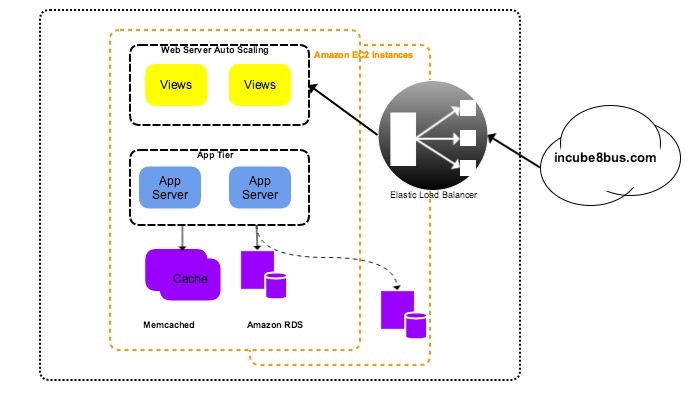 Web Server Auto Scaling
Amazon EC2 Instances
Views
Views
incube8bus.com
App Tier
App
Server
App
Server
Elastic Load Balancer
Cache
Memcached
Amazon RDS